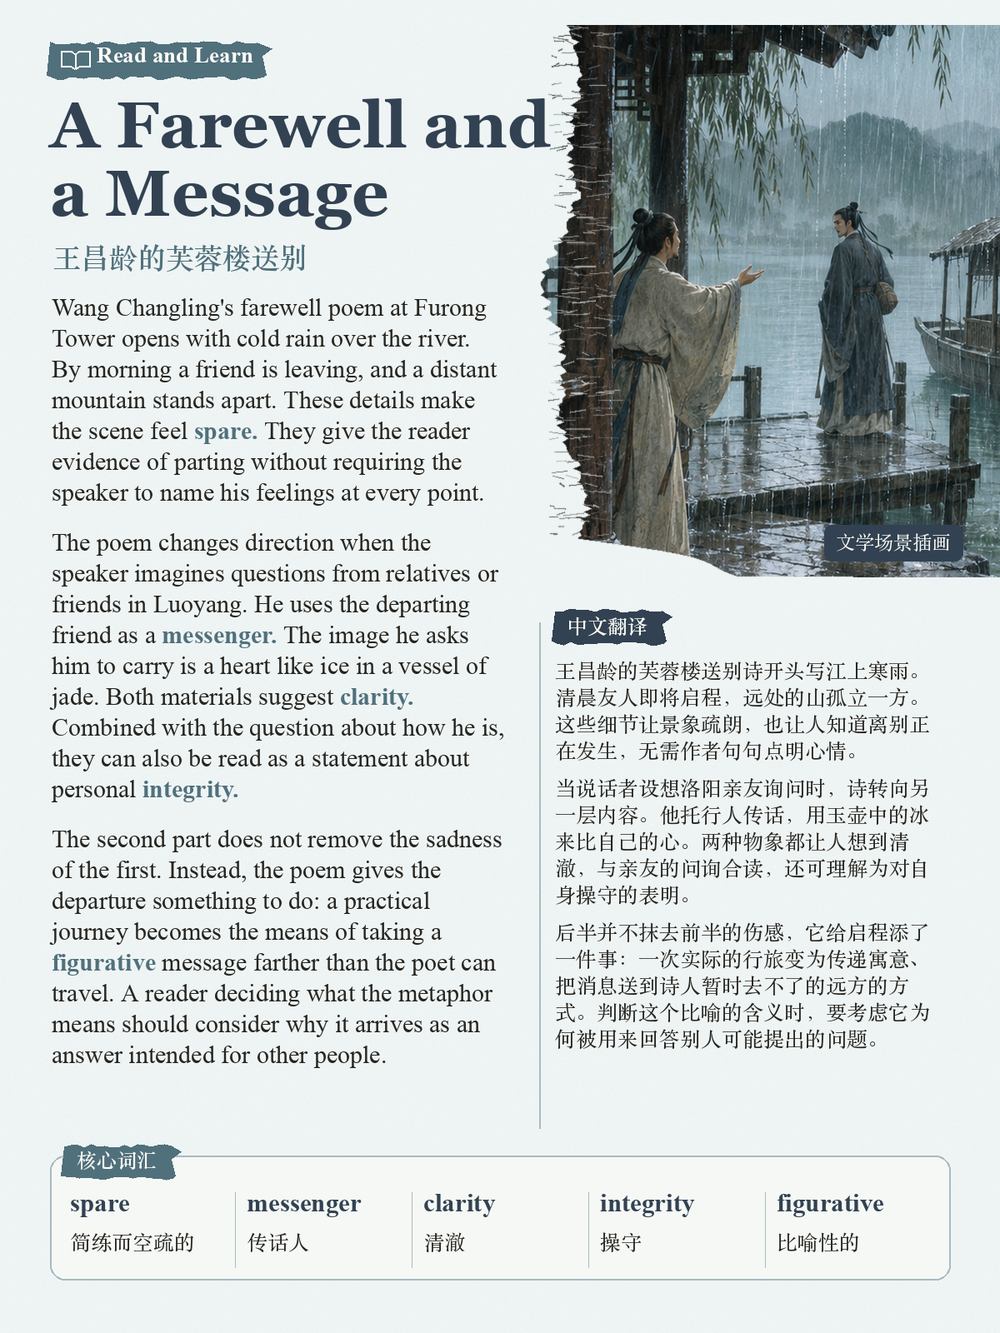 Read and Learn
A Farewell and
a Message
王昌龄的芙蓉楼送别
Wang Changling's farewell poem at Furong
Tower opens with cold rain over the river.
By morning a friend is leaving, and a distant
mountain stands apart. These details make
the scene feel spare. They give the reader
evidence of parting without requiring the
speaker to name his feelings at every point.
The poem changes direction when the
speaker imagines questions from relatives or
friends in Luoyang. He uses the departing
friend as a messenger. The image he asks
him to carry is a heart like ice in a vessel of
jade. Both materials suggest clarity.
Combined with the question about how he is,
they can also be read as a statement about
personal integrity.
The second part does not remove the sadness
of the first. Instead, the poem gives the
departure something to do: a practical
journey becomes the means of taking a
figurative message farther than the poet can
travel. A reader deciding what the metaphor
means should consider why it arrives as an
answer intended for other people.
文学场景插画
中文翻译
王昌龄的芙蓉楼送别诗开头写江上寒雨。
清晨友人即将启程，远处的山孤立一方。
这些细节让景象疏朗，也让人知道离别正
在发生，无需作者句句点明心情。
当说话者设想洛阳亲友询问时，诗转向另
一层内容。他托行人传话，用玉壶中的冰
来比自己的心。两种物象都让人想到清
澈，与亲友的问询合读，还可理解为对自
身操守的表明。
后半并不抹去前半的伤感，它给启程添了
一件事：一次实际的行旅变为传递寓意、
把消息送到诗人暂时去不了的远方的方
式。判断这个比喻的含义时，要考虑它为
何被用来回答别人可能提出的问题。
核心词汇
spare
简练而空疏的
messenger
传话人
clarity
清澈
integrity
操守
figurative
比喻性的